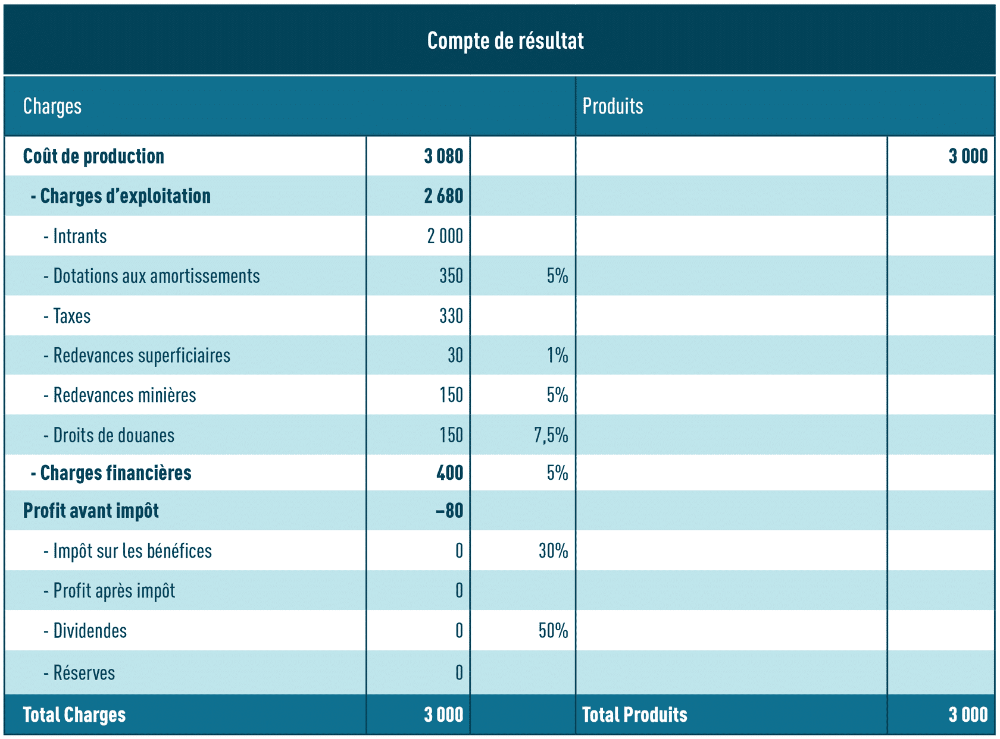 Compte de résultat
Charges Produits
Coût de production 3 080 3 000
- Charges d’exploitation 2 680
- Intrants 2 000
- Dotations aux amortissements 350 5%
- Taxes 330
- Redevances superficiaires 30 1%
- Redevances minières 150 5%
- Droits de douanes 150 7,5%
- Charges financières 400 5%
Profit avant impôt –80
- Impôt sur les bénéfices 0 30%
- Profit après impôt 0
- Dividendes 0 50%
- Réserves 0
Total Charges 3 000 Total Produits 3 000